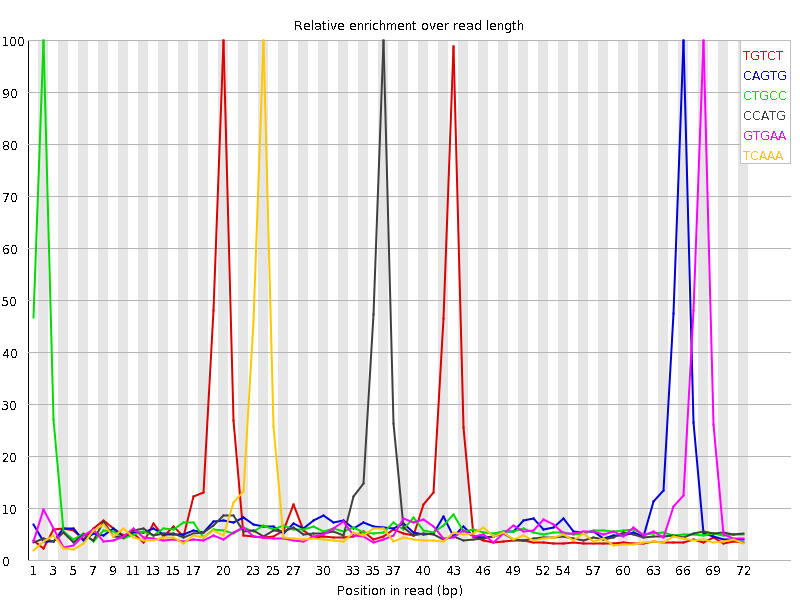 Relative enrichment over read length
100
90
80
70
60
50
40
30
20
10
0
TGTCT
CAGTG
CTGCC
CCATG
GTGAA
TCAAA
1 3 5 7 9 11 13 15 17 20 23 25 27 30 33 35 37 40 43 46 49 52 54 57 60 63 66 69 72
Position in read (bp)